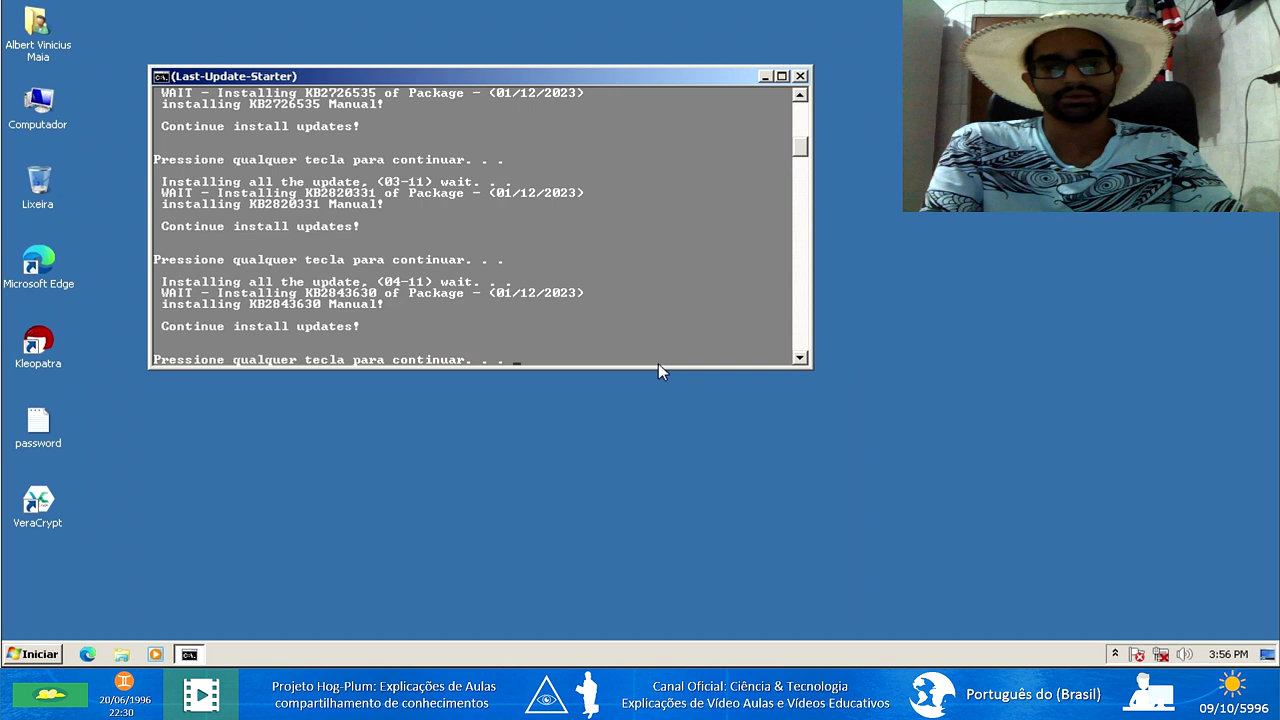 Albert Vinicius
Maia
Computador
Lixeira
Microsoft Edge
Kleopatra
password
VeraCrypt
(Last-Update-Starter)
WAIT - Installing KB2726535 of Package - (01/12/2023)
installing KB2726535 Manual!
Continue install updates!
Pressione qualquer tecla para continuar. . .
Installing all the update, (03-11) wait. . .
WAIT - Installing KB2820331 of Package - (01/12/2023)
installing KB2820331 Manual!
Continue install updates!
Pressione qualquer tecla para continuar. . .
Installing all the update, (04-11) wait. . .
WAIT - Installing KB2843630 of Package - (01/12/2023)
installing KB2843630 Manual!
Continue install updates!
Pressione qualquer tecla para continuar. . . _
Iniciar
3:56 PM
20/06/1996
22:30
Projeto Hog-Plum: Explicações de Aulas
compartilhamento de conhecimentos
Canal Oficial: Ciência & Tecnologia
Explicações de Vídeo Aulas e Vídeos Educativos
Português do (Brasil)
09/10/5996